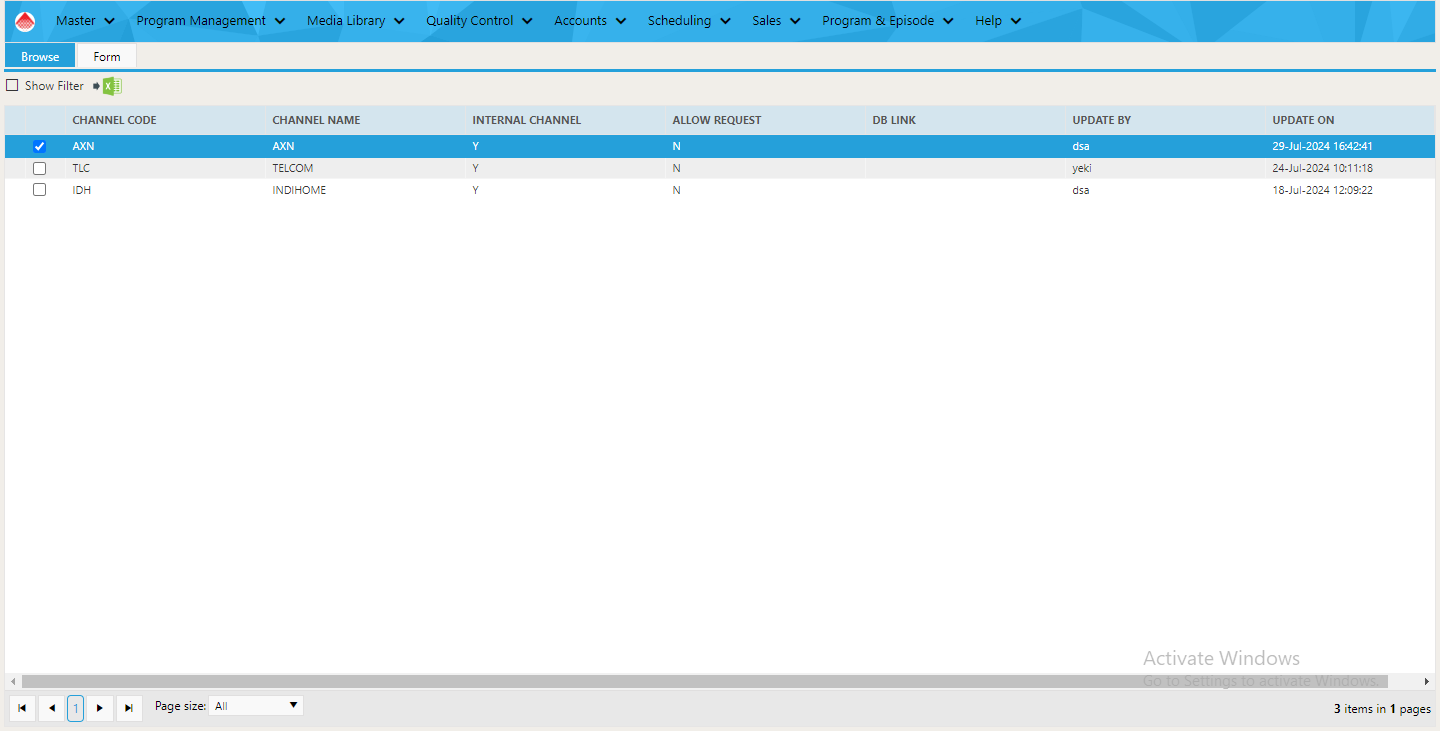 Master Program Management Media Library Quality Control Accounts Scheduling Sales Program & Episode Help
Browse Form
Show Filter
CHANNEL CODE CHANNEL NAME INTERNAL CHANNEL ALLOW REQUEST DB LINK UPDATE BY UPDATE ON
AXN AXN Y N dsa 29-Jul-2024 16:42:41
TLC TELCOM Y N yeki 24-Jul-2024 10:11:18
IDH INDIHOME Y N dsa 18-Jul-2024 12:09:22
Activate Windows
Go to Settings to activate Windows.
1 Page size: All 3 items in 1 pages